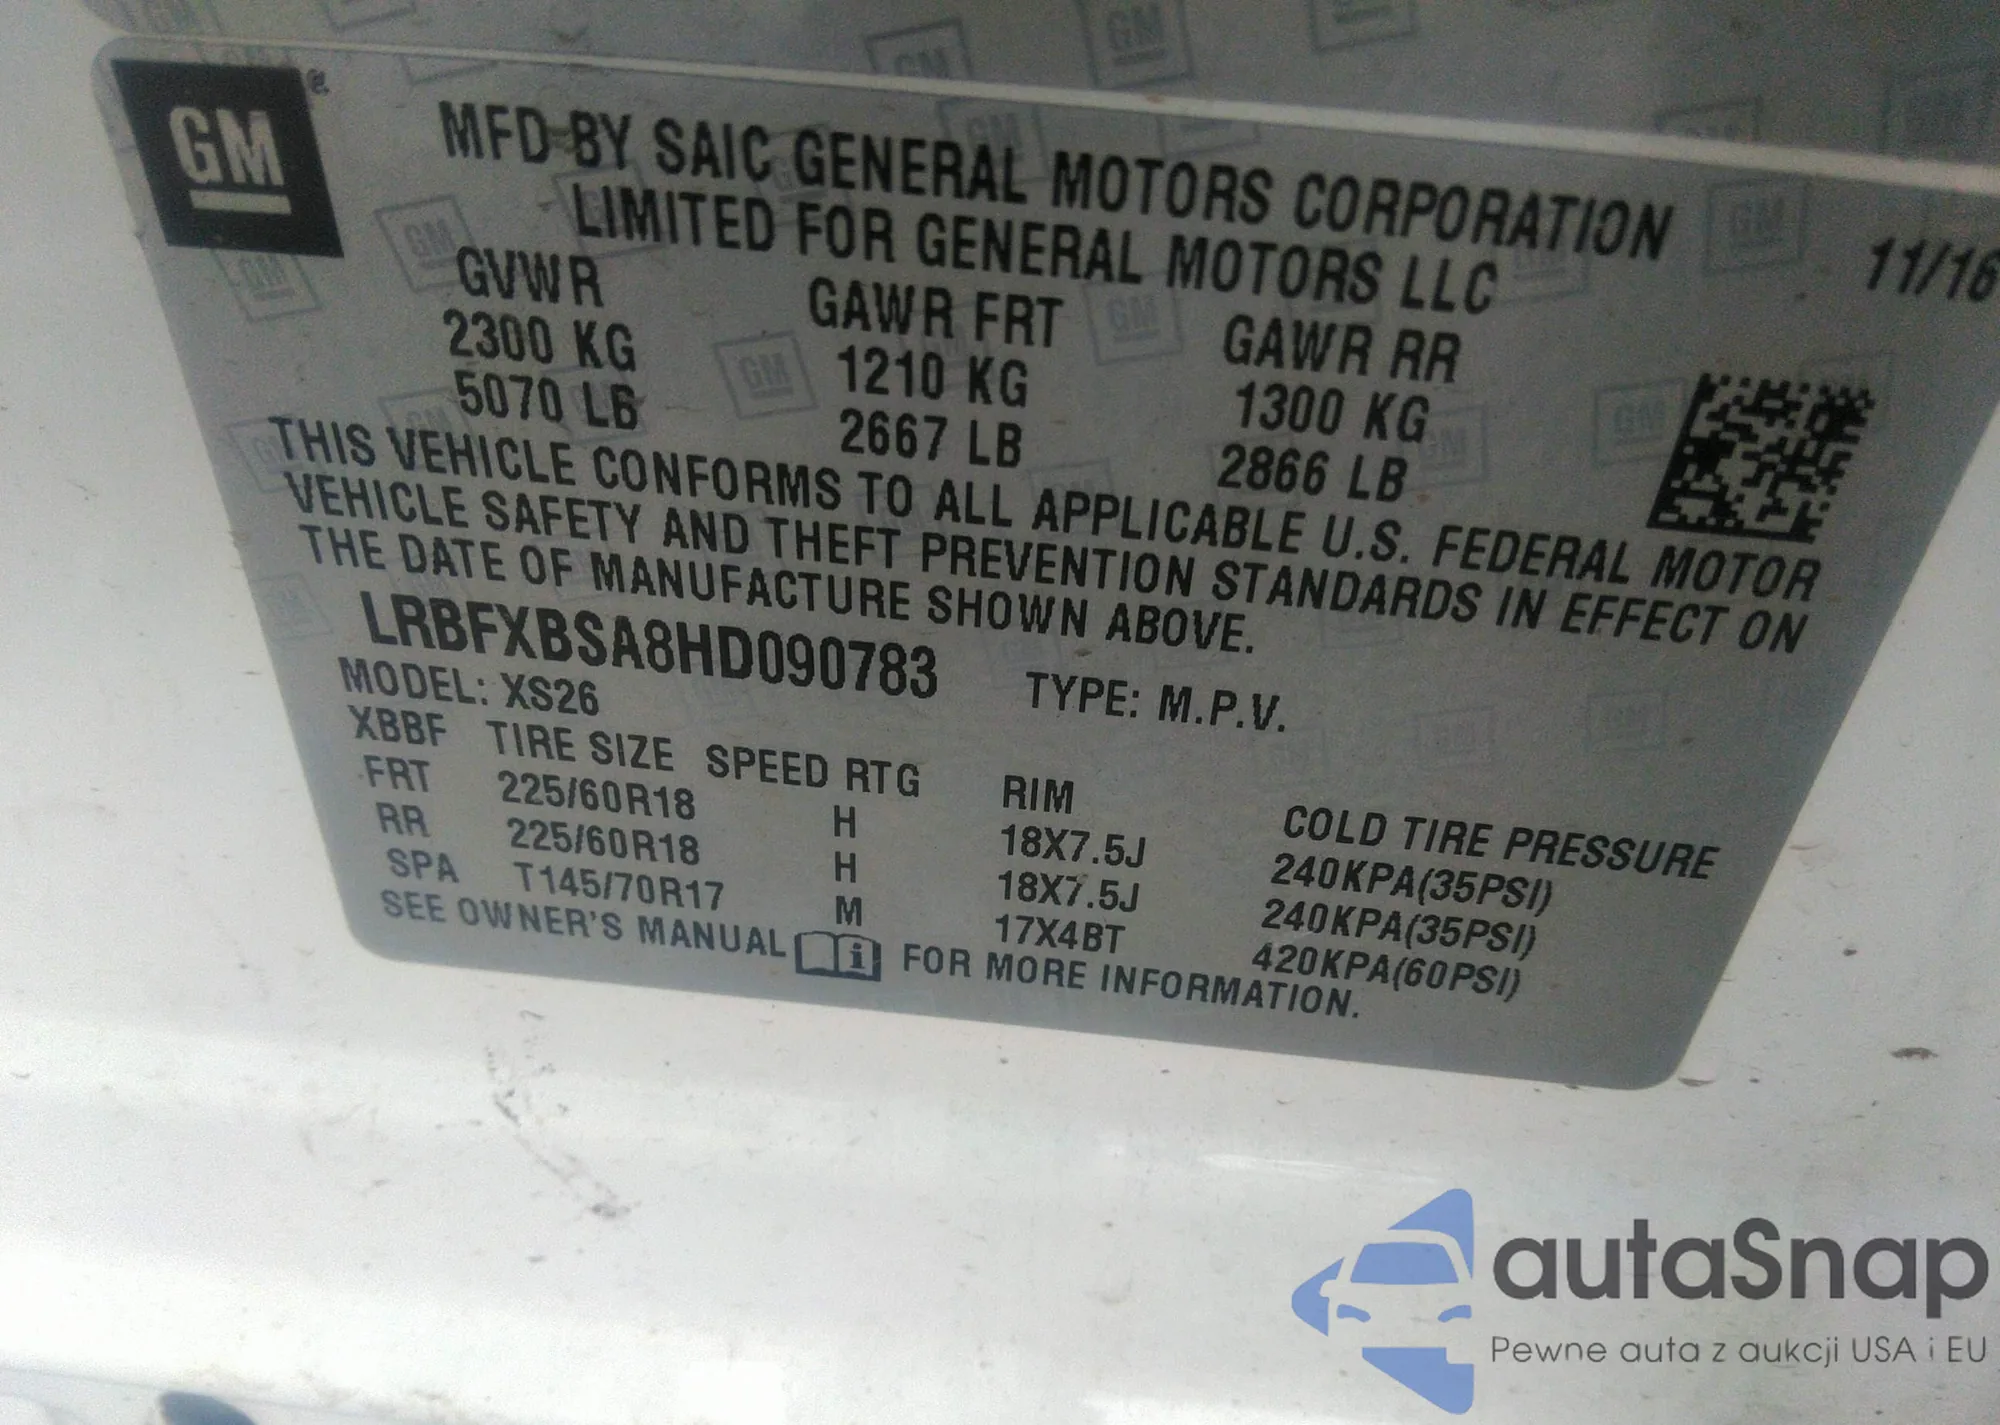 GM
MFD BY SAIC GENERAL MOTORS CORPORATION
LIMITED FOR GENERAL MOTORS LLC
11/16
GVWR GAWR FRT GAWR RR
2300 KG 1210 KG 1300 KG
5070 LB 2667 LB 2866 LB
THIS VEHICLE CONFORMS TO ALL APPLICABLE U.S. FEDERAL MOTOR
VEHICLE SAFETY AND THEFT PREVENTION STANDARDS IN EFFECT ON
THE DATE OF MANUFACTURE SHOWN ABOVE.
LRBFXBSA8HD090783 TYPE: M.P.V.
MODEL: XS26
XBBF TIRE SIZE SPEED RTG RIM COLD TIRE PRESSURE
FRT 225/60R18 H 18X7.5J 240KPA(35PSI)
RR 225/60R18 H 18X7.5J 240KPA(35PSI)
SPA T145/70R17 M 17X4BT 420KPA(60PSI)
SEE OWNER'S MANUAL i FOR MORE INFORMATION.
autaSnap
Pewne auta z aukcji USA i EU